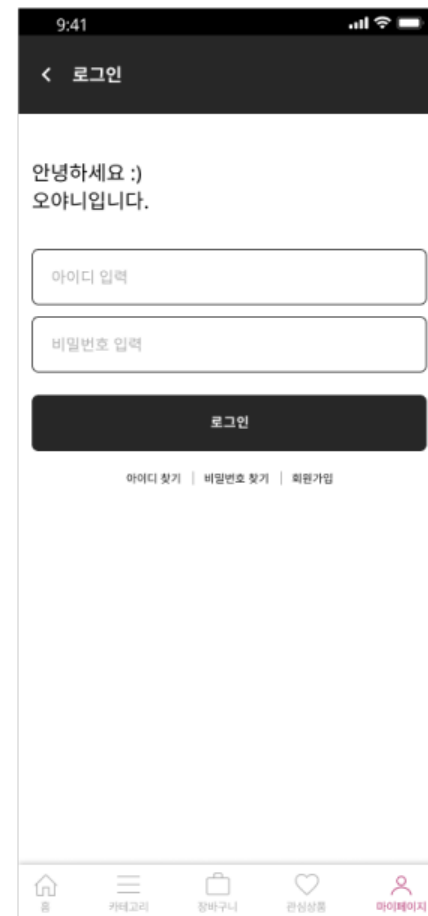 9:41
로그인
안녕하세요 :)
오야니입니다.
아이디 입력
비밀번호 입력
로그인
아이디 찾기 | 비밀번호 찾기 | 회원가입
홈 카테고리 장바구니 관심상품 마이페이지